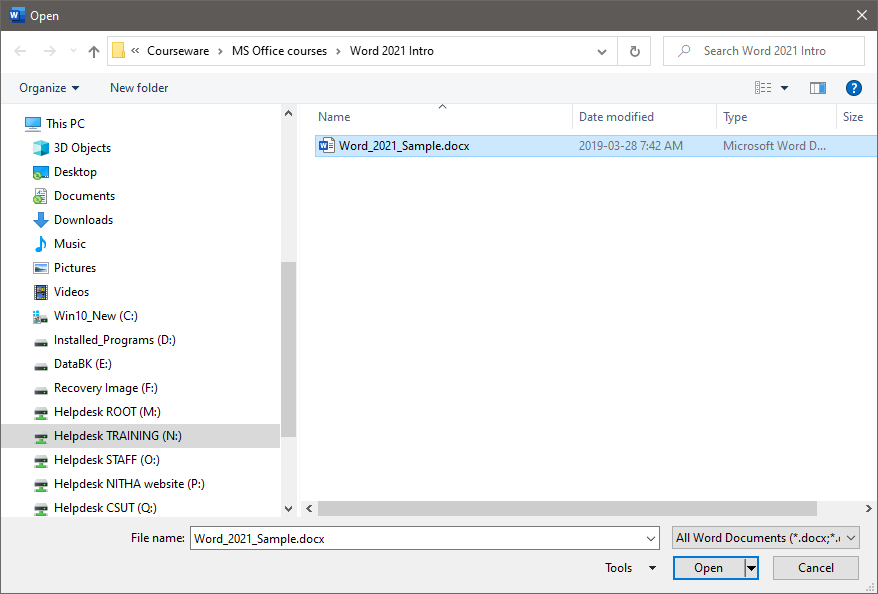 Open
« Courseware › MS Office courses › Word 2021 Intro
Search Word 2021 Intro
Organize
New folder
Name
Date modified
Type
Size
This PC
3D Objects
Desktop
Documents
Downloads
Music
Pictures
Videos
Win10_New (C:)
Installed_Programs (D:)
DataBK (E:)
Recovery Image (F:)
Helpdesk ROOT (M:)
Helpdesk TRAINING (N:)
Helpdesk STAFF (O:)
Helpdesk NITHA website (P:)
Helpdesk CSUT (Q:)
Word_2021_Sample.docx
2019-03-28 7:42 AM
Microsoft Word D...
File name:
Word_2021_Sample.docx
All Word Documents (*.docx;*.
Tools
Open
Cancel